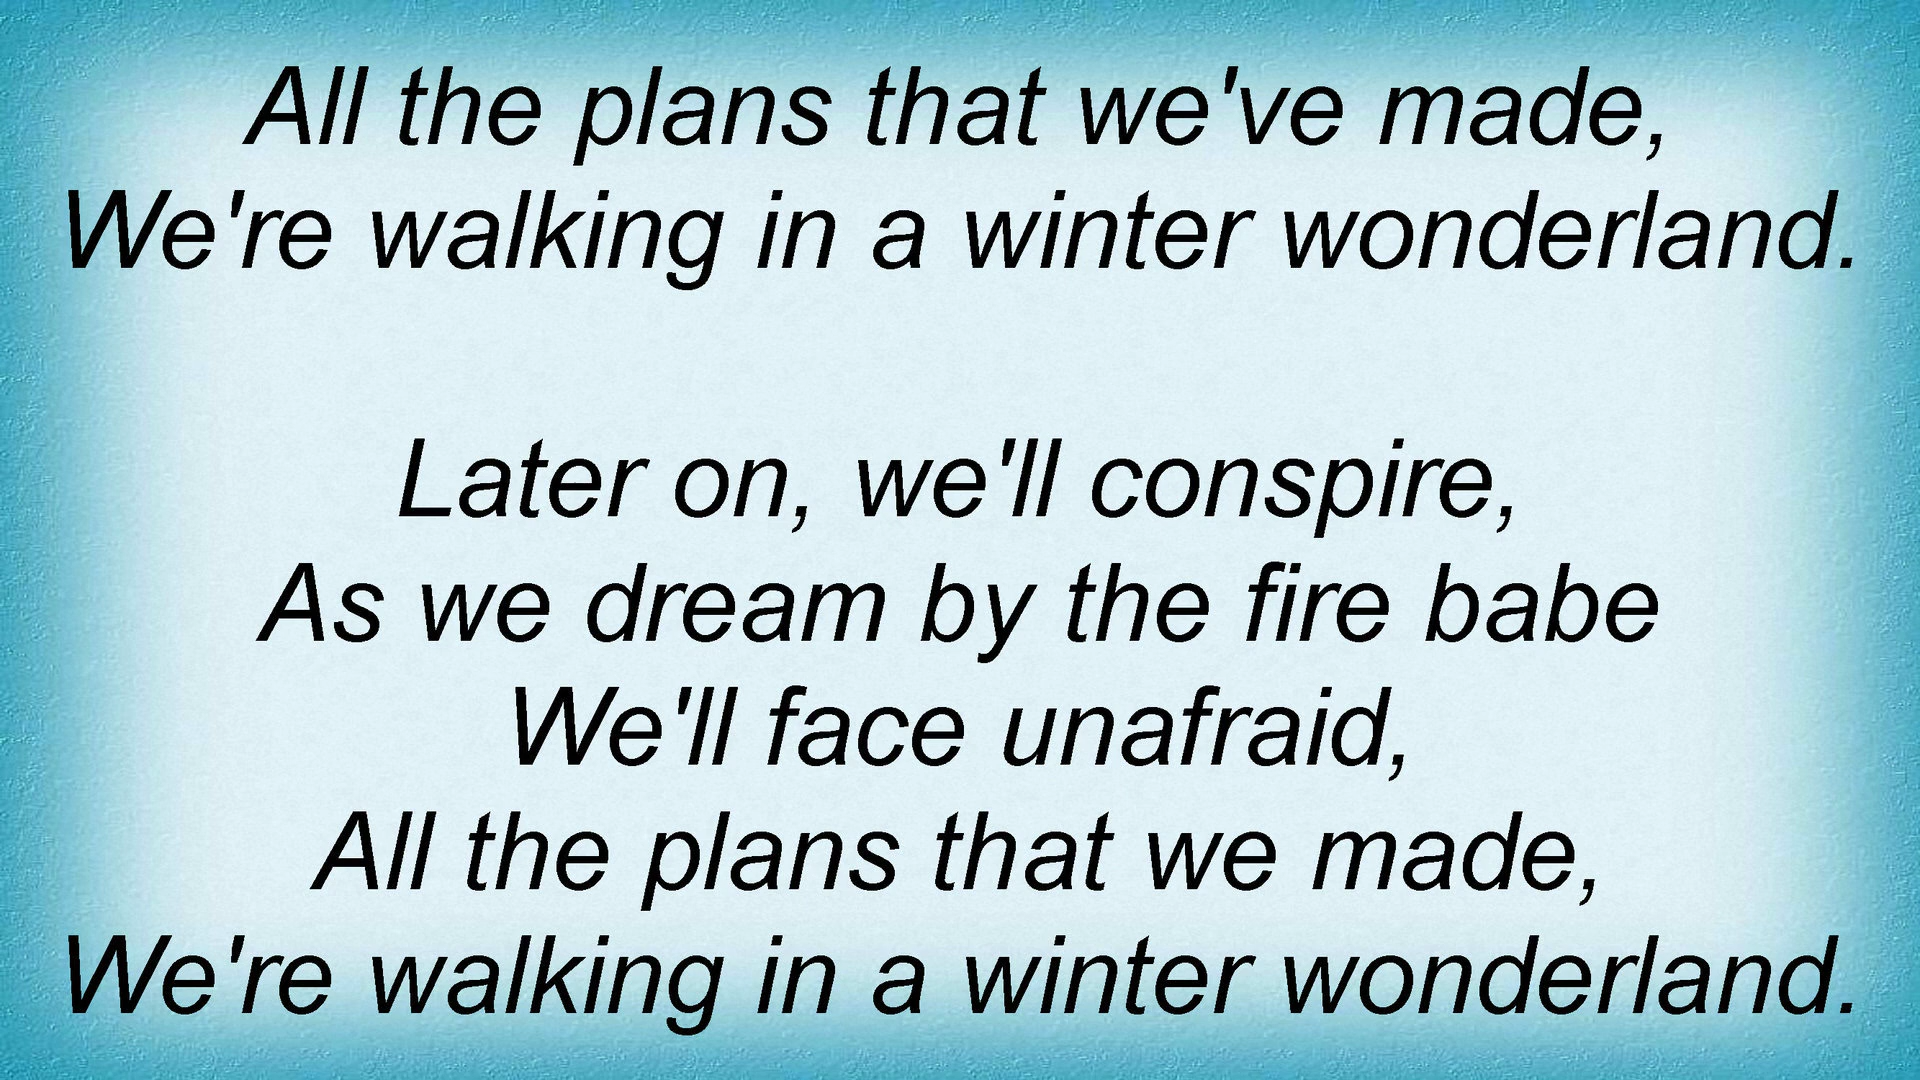 All the plans that we've made,
We're walking in a winter wonderland.
Later on, we'll conspire,
As we dream by the fire babe
We'll face unafraid,
All the plans that we made,
We're walking in a winter wonderland.